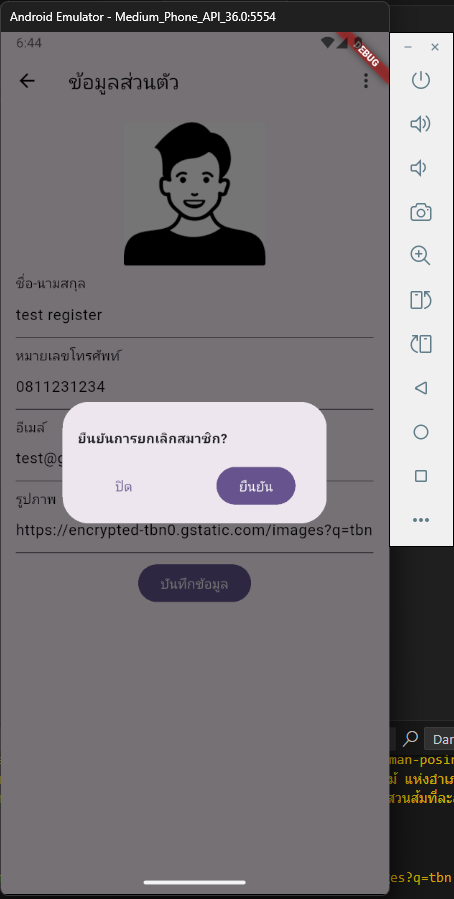 Android Emulator - Medium_Phone_API_36.0:5554
6:44
DEBUG
ข้อมูลส่วนตัว
ชื่อ-นามสกุล
test register
หมายเลขโทรศัพท์
0811231234
อีเมล์
test@g
ยืนยันการยกเลิกสมาชิก?
ปิด
ยืนยัน
รูปภาพ
https://encrypted-tbn0.gstatic.com/images?q=tbn
บันทึกข้อมูล
Dar
man-posin
แห่งอำเภ
สวนส้มที่ละ
es?q=tbn